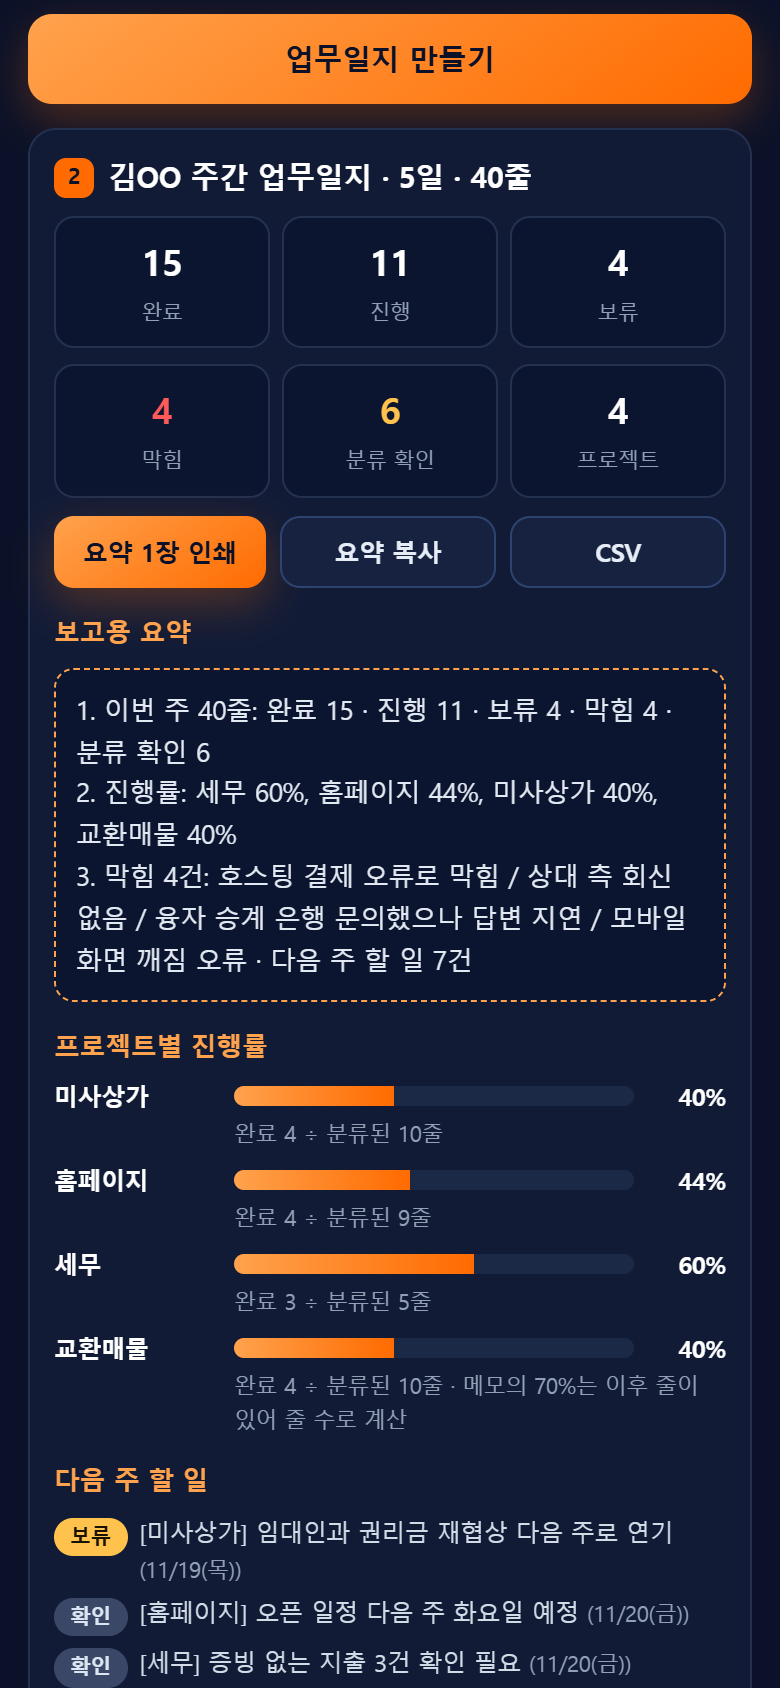 업무일지 만들기
2 김OO 주간 업무일지 · 5일 · 40줄
15 11 4
완료 진행 보류
4 6 4
막힘 분류 확인 프로젝트
요약 1장 인쇄 요약 복사 CSV
보고용 요약
1. 이번 주 40줄: 완료 15 · 진행 11 · 보류 4 · 막힘 4 ·
분류 확인 6
2. 진행률: 세무 60%, 홈페이지 44%, 미사상가 40%,
교환매물 40%
3. 막힘 4건: 호스팅 결제 오류로 막힘 / 상대 측 회신
없음 / 융자 승계 은행 문의했으나 답변 지연 / 모바일
화면 깨짐 오류 · 다음 주 할 일 7건
프로젝트별 진행률
미사상가 40%
완료 4 ÷ 분류된 10줄
홈페이지 44%
완료 4 ÷ 분류된 9줄
세무 60%
완료 3 ÷ 분류된 5줄
교환매물 40%
완료 4 ÷ 분류된 10줄 · 메모의 70%는 이후 줄이
있어 줄 수로 계산
다음 주 할 일
보류 [미사상가] 임대인과 권리금 재협상 다음 주로 연기
(11/19(목))
확인 [홈페이지] 오픈 일정 다음 주 화요일 예정 (11/20(금))
확인 [세무] 증빙 없는 지출 3건 확인 필요 (11/20(금))